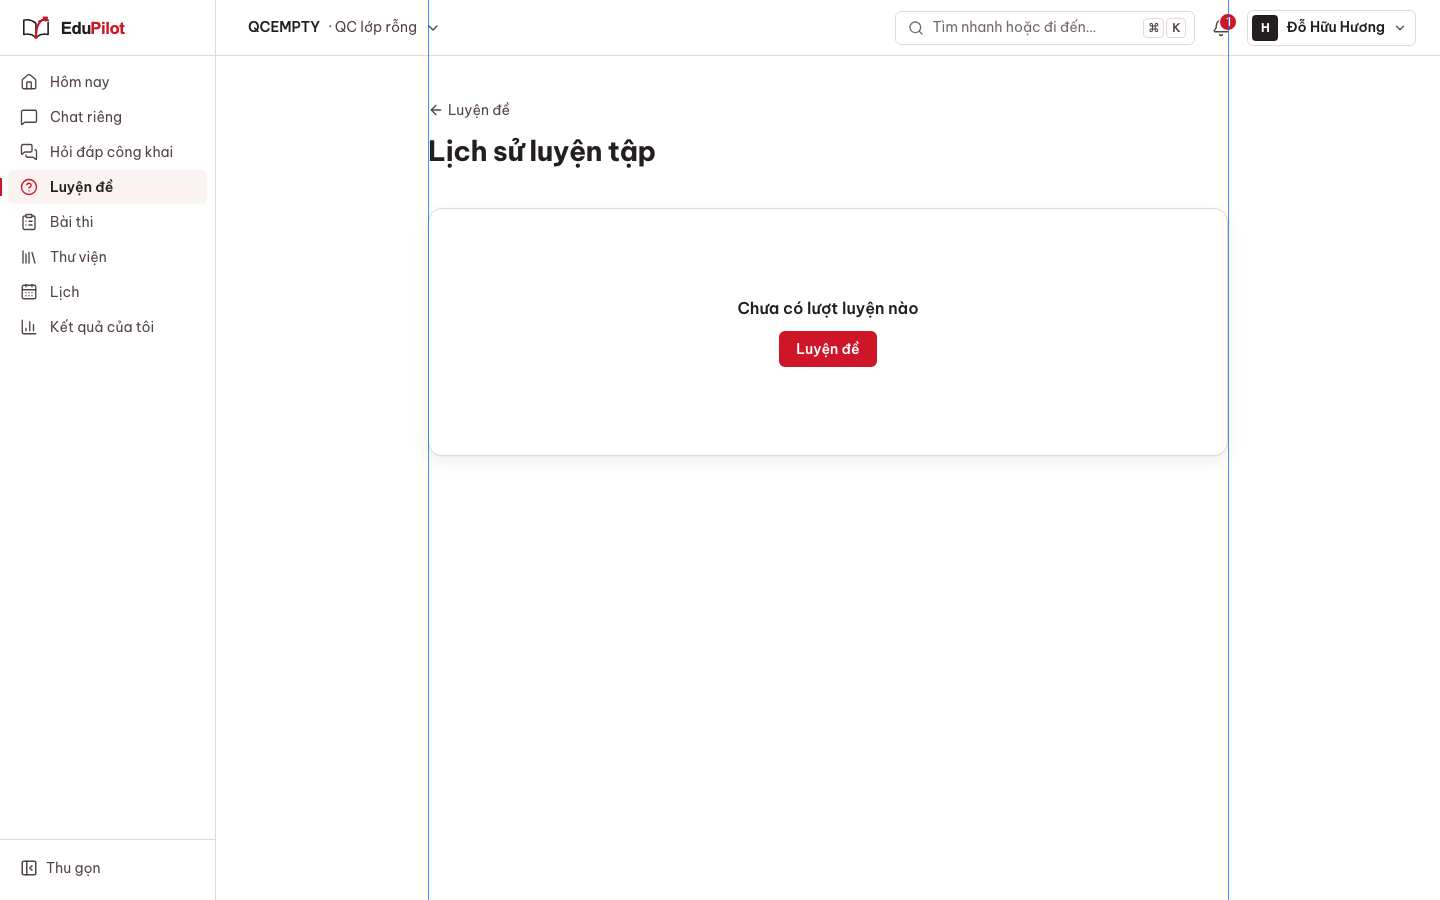 EduPilot
QCEMPTY · QC lớp rỗng
Tìm nhanh hoặc đi đến...
⌘ K
1
H
Đỗ Hữu Hương
Hôm nay
Chat riêng
Hỏi đáp công khai
Luyện đề
Bài thi
Thư viện
Lịch
Kết quả của tôi
Thu gọn
Luyện đề
Lịch sử luyện tập
Chưa có lượt luyện nào
Luyện đề